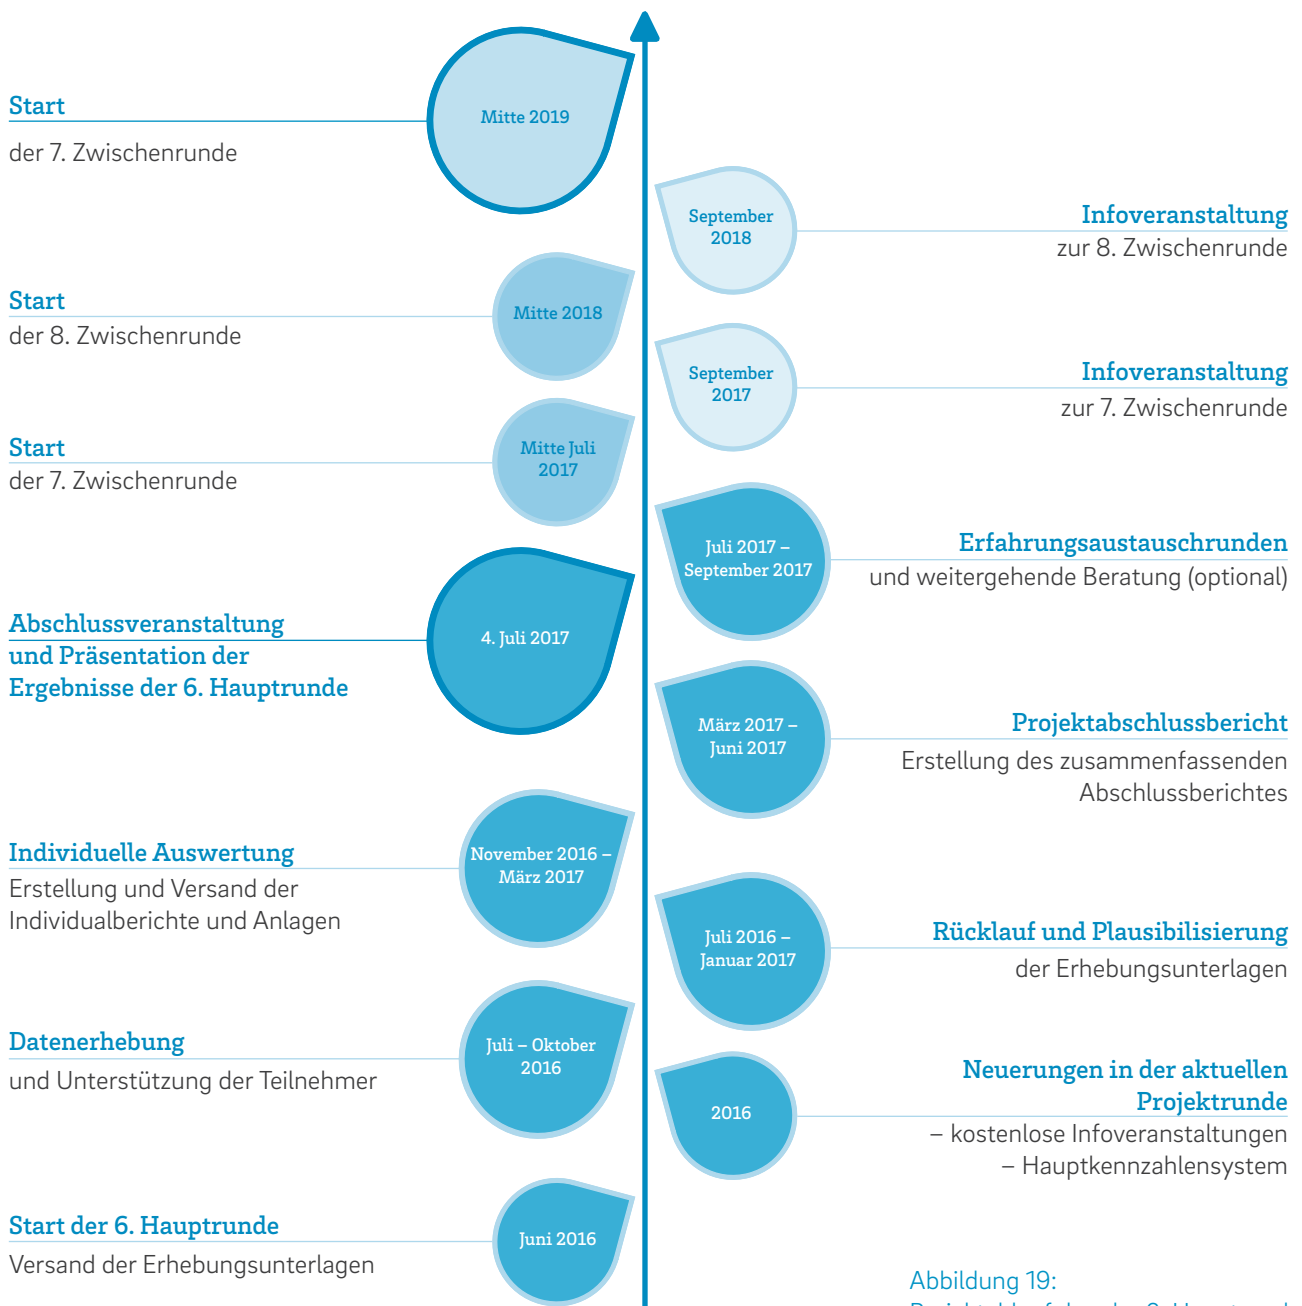 Start
der 7. Zwischenrunde
Mitte 2019
September
2018
Infoveranstaltung
zur 8. Zwischenrunde
Start
der 8. Zwischenrunde
Mitte 2018
September
2017
Infoveranstaltung
zur 7. Zwischenrunde
Start
der 7. Zwischenrunde
Mitte Juli
2017
Juli 2017 –
September 2017
Erfahrungsaustauschrunden
und weitergehende Beratung (optional)
Abschlussveranstaltung
und Präsentation der
Ergebnisse der 6. Hauptrunde
4. Juli 2017
März 2017 –
Juni 2017
Projektabschlussbericht
Erstellung des zusammenfassenden
Abschlussberichtes
Individuelle Auswertung
Erstellung und Versand der
Individualberichte und Anlagen
November 2016 –
März 2017
Juli 2016 –
Januar 2017
Rücklauf und Plausibilisierung
der Erhebungsunterlagen
Datenerhebung
und Unterstützung der Teilnehmer
Juli – Oktober
2016
2016
Neuerungen in der aktuellen
Projektrunde
– kostenlose Infoveranstaltungen
– Hauptkennzahlensystem
Start der 6. Hauptrunde
Versand der Erhebungsunterlagen
Juni 2016
Abbildung 19: